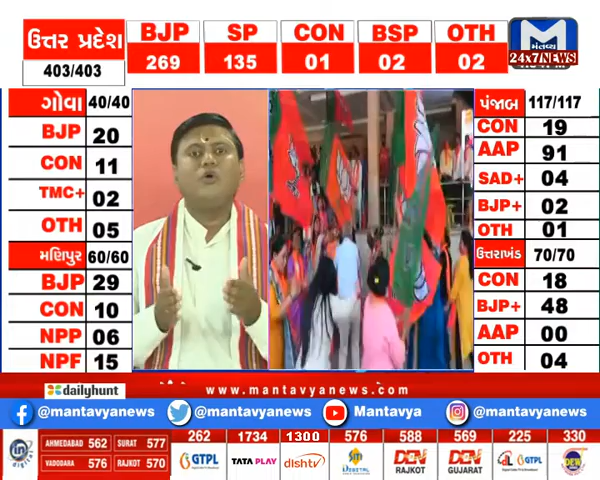 ઉત્તર પ્રદેશ
403/403
BJP SP CON BSP OTH
269 135 01 02 02
મંતવ્ય
24x7NEWS
ગોવા 40/40
BJP 20
CON 11
TMC+ 02
OTH 05
મણિપુર 60/60
BJP 29
CON 10
NPP 06
NPF 15
પંજાબ 117/117
CON 19
AAP 91
SAD+ 04
BJP+ 02
OTH 01
ઉત્તરાખંડ 70/70
CON 18
BJP+ 48
AAP 00
OTH 04
dailyhunt www.mantavyanews.com
@mantavyanews @mantavyanews Mantavya @mantavyanews
in digital
AHMEDABAD 562 SURAT 577
VADODARA 576 RAJKOT 570
262 1734 1300 576 588 569 225 330
GTPL TATA PLAY dishtv DEN RAJKOT DEN GUJARAT GTPL DEW